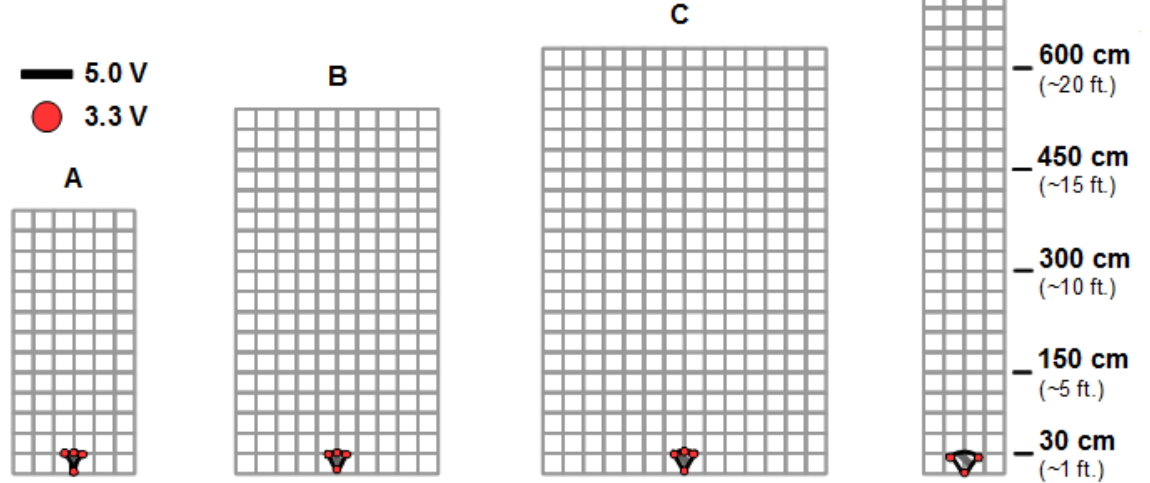 C
5.0 V
3.3 V
B
A
600 cm
(~20 ft.)
450 cm
(~15 ft.)
300 cm
(~10 ft.)
150 cm
(~5 ft.)
30 cm
(~1 ft.)